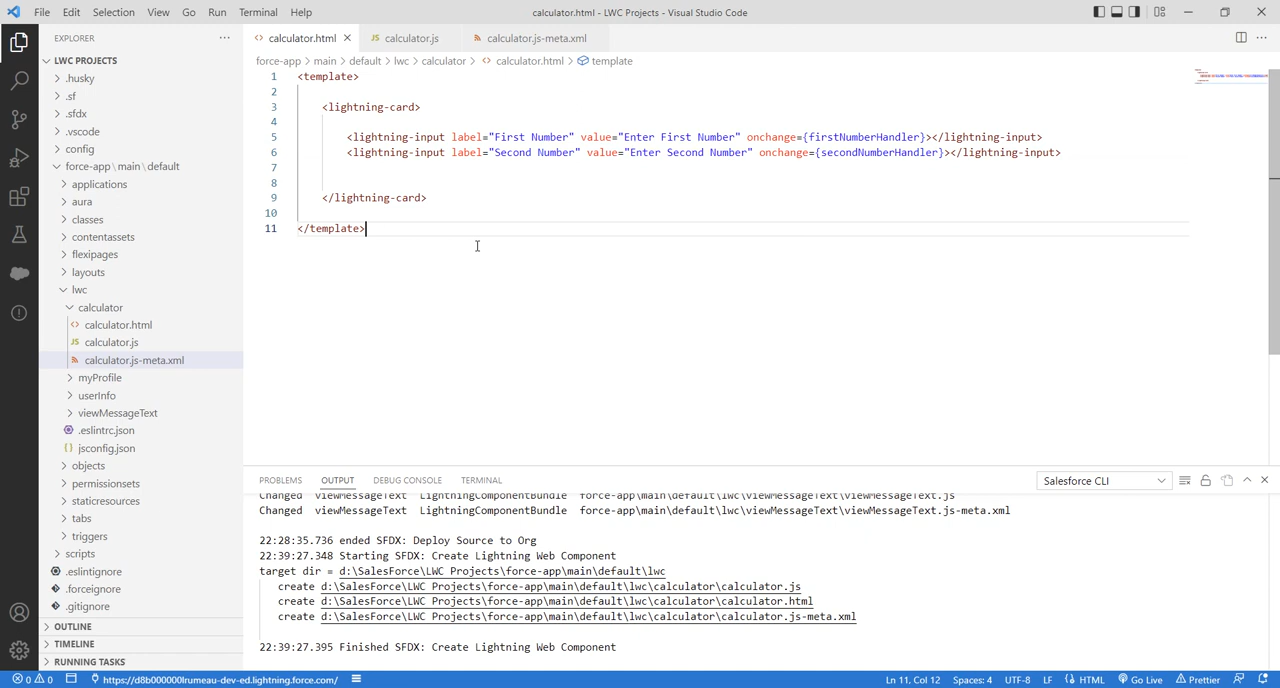 File Edit Selection View Go Run Terminal Help calculator.html - LWC Projects - Visual Studio Code
EXPLORER
LWC PROJECTS
.husky
.sf
.sfdx
.vscode
config
force-app\main\default
applications
aura
classes
contentassets
flexipages
layouts
lwc
calculator
calculator.html
calculator.js
calculator.js-meta.xml
myProfile
userInfo
viewMessageText
.eslintrc.json
jsconfig.json
objects
permissionsets
staticresources
tabs
triggers
scripts
.eslintignore
.forceignore
.gitignore
OUTLINE
TIMELINE
RUNNING TASKS
calculator.html calculator.js calculator.js-meta.xml
force-app > main > default > lwc > calculator > calculator.html > template
1 <template>
2
3 <lightning-card>
4
5 <lightning-input label="First Number" value="Enter First Number" onchange={firstNumberHandler}></lightning-input>
6 <lightning-input label="Second Number" value="Enter Second Number" onchange={secondNumberHandler}></lightning-input>
7
8
9 </lightning-card>
10
11 </template>
PROBLEMS OUTPUT DEBUG CONSOLE TERMINAL Salesforce CLI
Changed viewMessageText LightningComponentBundle force-app\main\default\lwc\viewMessageText\viewMessageText.js
Changed viewMessageText LightningComponentBundle force-app\main\default\lwc\viewMessageText\viewMessageText.js-meta.xml
22:28:35.736 ended SFDX: Deploy Source to Org
22:39:27.348 Starting SFDX: Create Lightning Web Component
target dir = d:\SalesForce\LWC Projects\force-app\main\default\lwc
create d:\SalesForce\LWC Projects\force-app\main\default\lwc\calculator\calculator.js
create d:\SalesForce\LWC Projects\force-app\main\default\lwc\calculator\calculator.html
create d:\SalesForce\LWC Projects\force-app\main\default\lwc\calculator\calculator.js-meta.xml
22:39:27.395 Finished SFDX: Create Lightning Web Component
0 0 https://d8b000000lrumeau-dev-ed.lightning.force.com/ Ln 11, Col 12 Spaces: 4 UTF-8 LF HTML Go Live Prettier